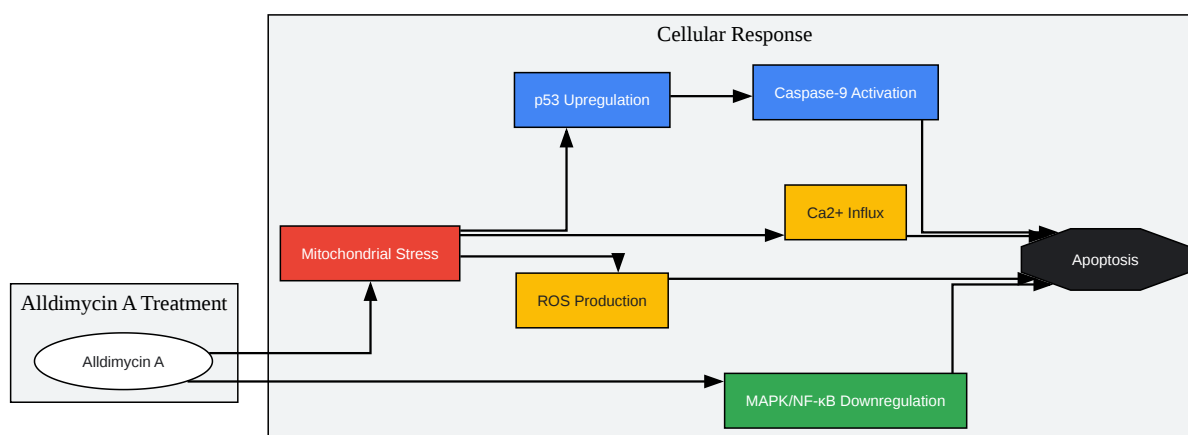 Cellular Response
p53 Upregulation
Caspase-9 Activation
Ca2+ Influx
Mitochondrial Stress
Apoptosis
ROS Production
Alldimycin A Treatment
Alldimycin A
MAPK/NF-κB Downregulation